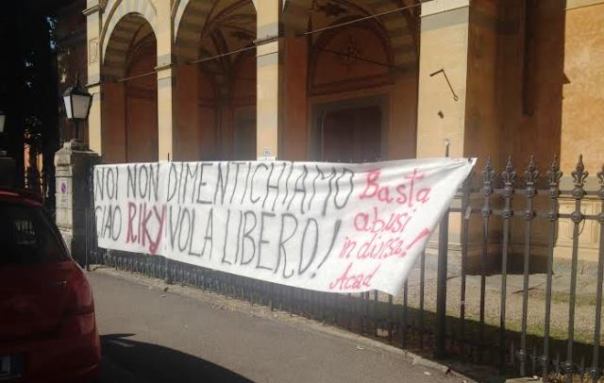 NOI NON DIMENTICHIAMO
CIAO RIKY VOLA LIBERO!
Basta
abusi
in divisa!
Acad